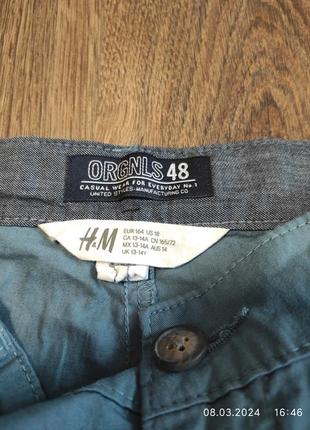 ORGNLS 48
CASUAL WEAR FOR EVERYDAY No.1
UNITED STYLES-MANUFACTURING CO
H&M
EUR 164 US 18
CA 13-14A CN 165/72
MX 13-14A AUS 14
UK 13-14Y
08.03.2024 16:46